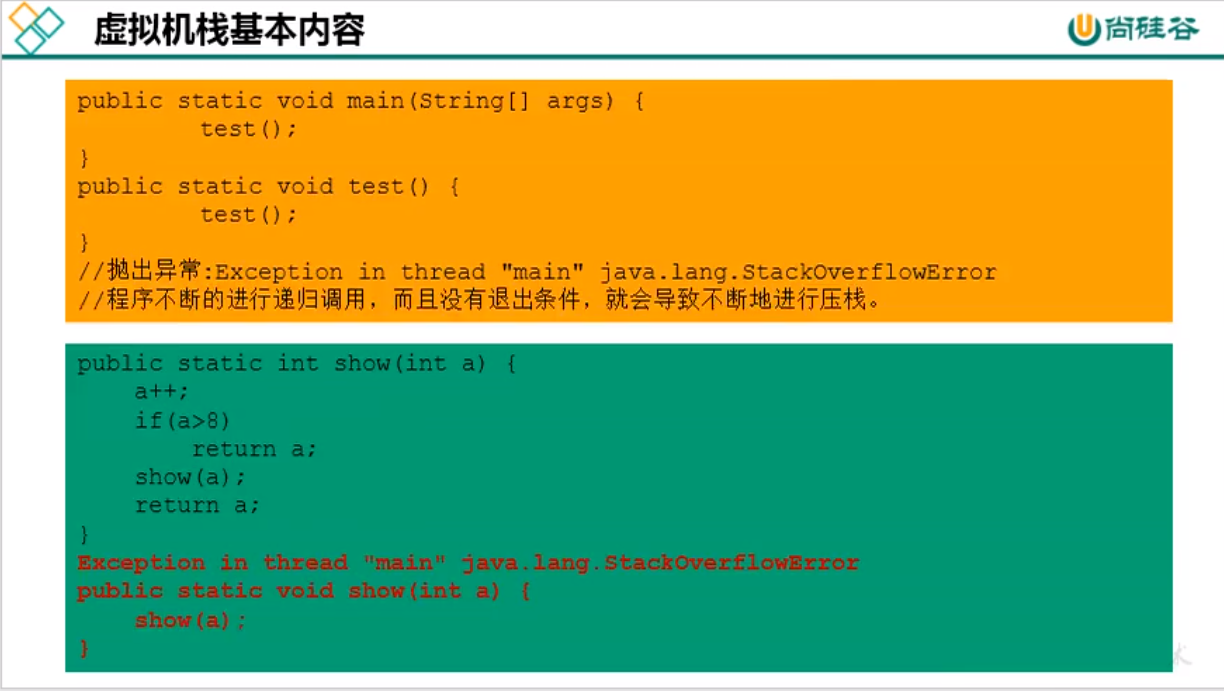 虚拟机栈基本内容
尚硅谷
public static void main(String[] args) {
        test();
}
public static void test() {
        test();
}
//抛出异常:Exception in thread "main" java.lang.StackOverflowError
//程序不断的进行递归调用，而且没有退出条件，就会导致不断地进行压栈。
public static int show(int a) {
    a++;
    if(a>8)
        return a;
    show(a);
    return a;
}
Exception in thread "main" java.lang.StackOverflowError
public static void show(int a) {
    show(a);
}